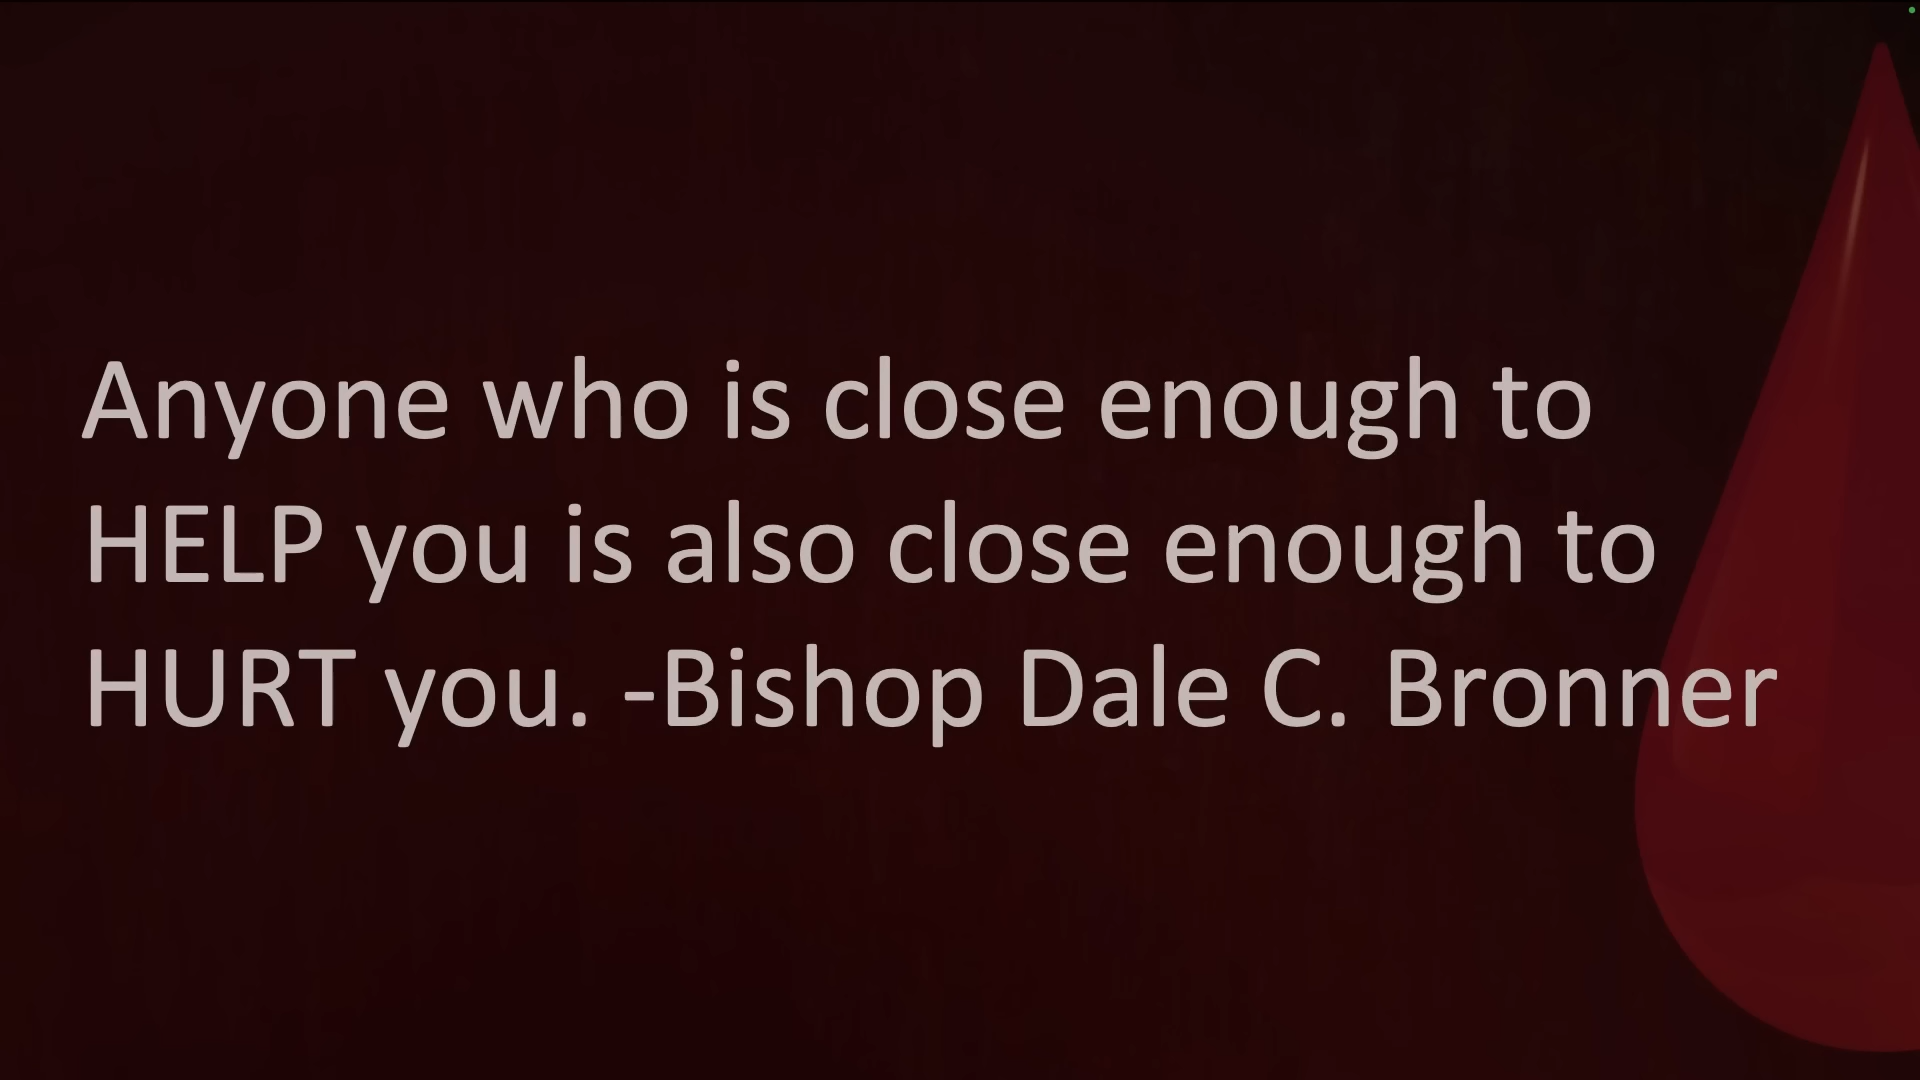 Anyone who is close enough to
HELP you is also close enough to
HURT you. -Bishop Dale C. Bronner